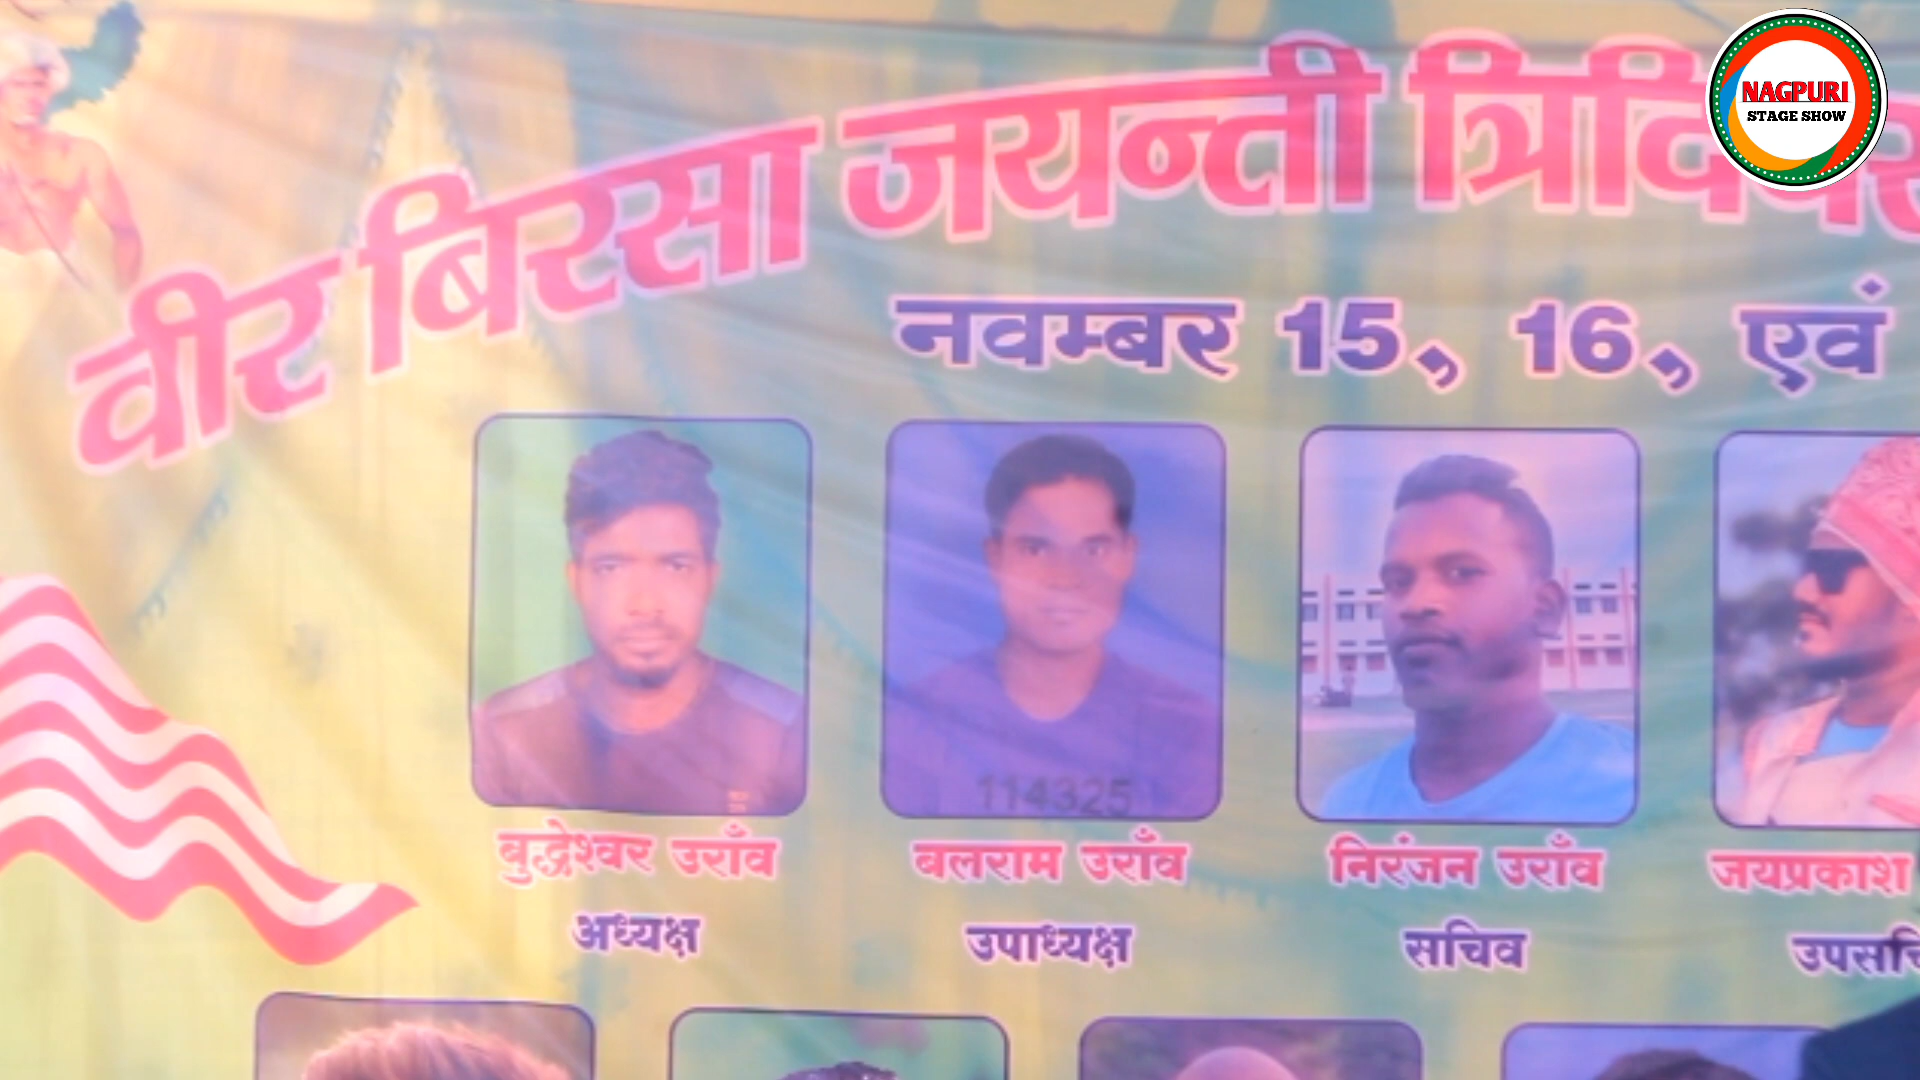 वीर बिरसा जयन्ती
नवम्बर 15, 16, एवं
NAGPURI
STAGE SHOW
114325
बुद्धेश्वर उराँव
बलराम उराँव
निरंजन उराँव
जयप्रकाश
अध्यक्ष
उपाध्यक्ष
सचिव